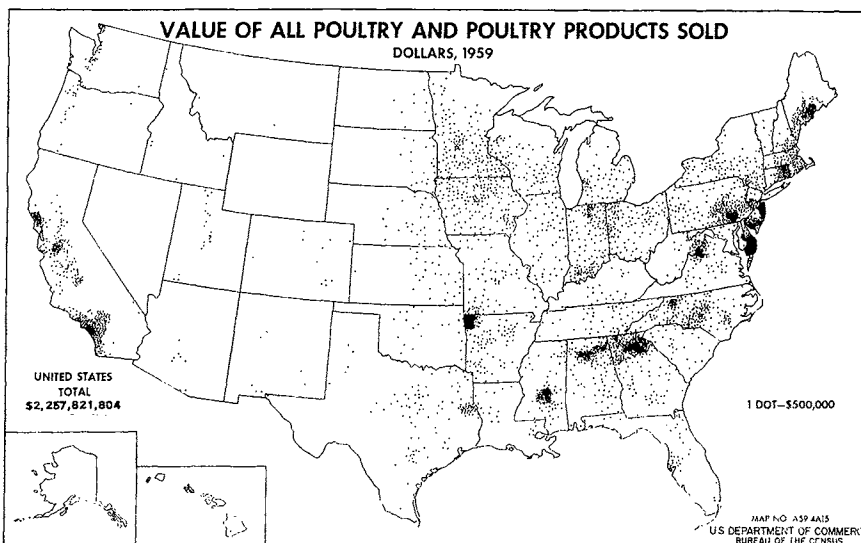 VALUE OF ALL POULTRY AND POULTRY PRODUCTS SOLD
DOLLARS, 1959
UNITED STATES
TOTAL
$2,257,821,804
1 DOT—$500,000
MAP NO. A59-4A15
U S DEPARTMENT OF COMMERC
BUREAU OF THE CENSUS